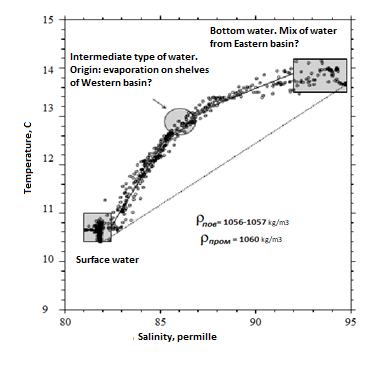 Bottom water. Mix of water
from Eastern basin?
Intermediate type of water.
Origin: evaporation on shelves
of Western basin?
15
14
13
12
11
10
9
Temperature, C
ρпов= 1056-1057 kg/m3
ρпром = 1060 kg/m3
Surface water
80
85
90
95
Salinity, permille